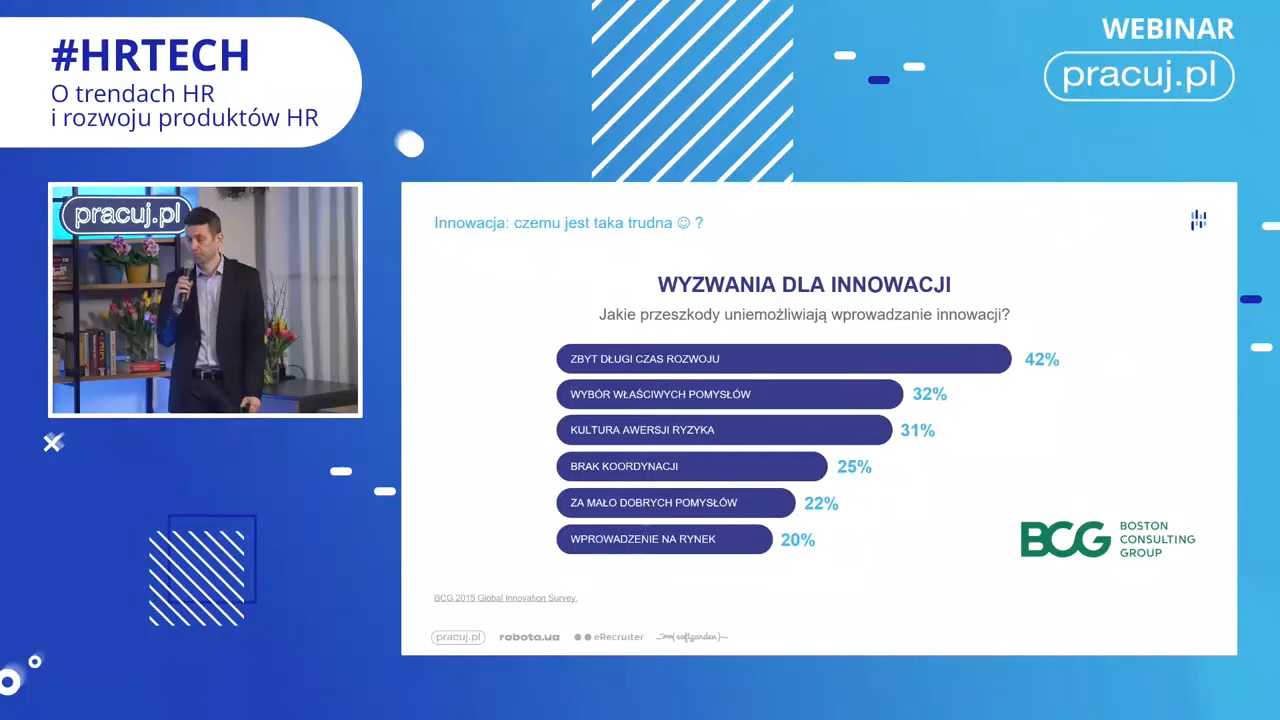 #HRTECH
O trendach HR
i rozwoju produktów HR
WEBINAR
pracuj.pl
pracuj.pl
Innowacja: czemu jest taka trudna ☺ ?
WYZWANIA DLA INNOWACJI
Jakie przeszkody uniemożliwiają wprowadzanie innowacji?
ZBYT DŁUGI CZAS ROZWOJU 42%
WYBÓR WŁAŚCIWYCH POMYSŁÓW 32%
KULTURA AWERSJI RYZYKA 31%
BRAK KOORDYNACJI 25%
ZA MAŁO DOBRYCH POMYSŁÓW 22%
WPROWADZENIE NA RYNEK 20%
BCG BOSTON
CONSULTING
GROUP
BCG 2015 Global Innovation Survey.
pracuj.pl robota.ua eRecruiter softgarden